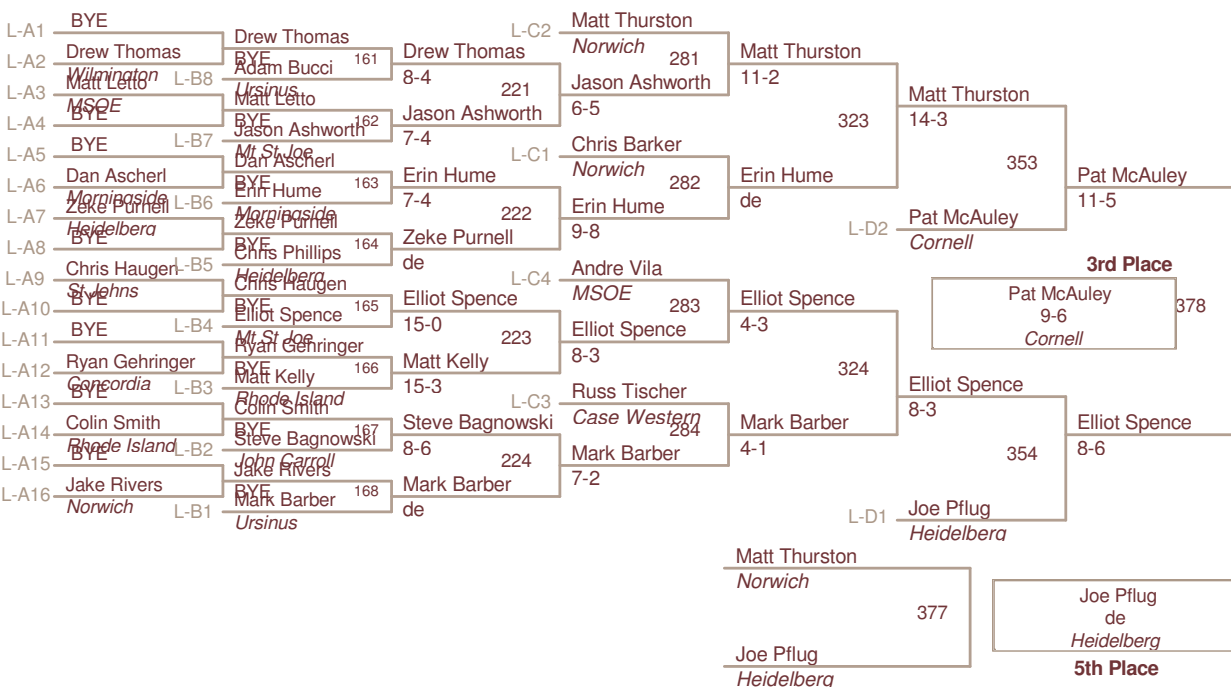 L-A1 BYE
L-A2 Drew Thomas
Wilmington
L-A3 Matt Letto
MSOE
L-A4 BYE
L-A5 BYE
L-A6 Dan Ascherl
Morningside
L-A7 Zeke Purnell
Heidelberg
L-A8 BYE
L-A9 Chris Haugen
St Johns
L-A10 BYE
L-A11 BYE
L-A12 Ryan Gehringer
Concordia
L-A13 BYE
L-A14 Colin Smith
Rhode Island
L-A15 BYE
L-A16 Jake Rivers
Norwich
Drew Thomas
BYE 161
L-B8 Adam Bucci
Ursinus
Matt Letto
BYE 162
L-B7 Jason Ashworth
Mt St Joe
Dan Ascherl
BYE 163
L-B6 Erin Hume
Morningside
Zeke Purnell
BYE 164
L-B5 Chris Phillips
Heidelberg
Chris Haugen
BYE 165
L-B4 Elliot Spence
Mt St Joe
Ryan Gehringer
BYE 166
L-B3 Matt Kelly
Rhode Island
Colin Smith
BYE 167
L-B2 Steve Bagnowski
John Carroll
Jake Rivers
BYE 168
L-B1 Mark Barber
Ursinus
Drew Thomas
8-4
221
Jason Ashworth
7-4
Erin Hume
7-4
222
Zeke Purnell
de
Elliot Spence
15-0
223
Matt Kelly
15-3
Steve Bagnowski
8-6
224
Mark Barber
de
L-C2 Matt Thurston
Norwich
281
Jason Ashworth
6-5
L-C1 Chris Barker
Norwich
282
Erin Hume
9-8
L-C4 Andre Vila
MSOE
283
Elliot Spence
8-3
L-C3 Russ Tischer
Case Western
284
Mark Barber
7-2
Matt Thurston
11-2
323
Erin Hume
de
Elliot Spence
4-3
324
Mark Barber
4-1
Matt Thurston
14-3
353
L-D2 Pat McAuley
Cornell
Elliot Spence
8-3
354
L-D1 Joe Pflug
Heidelberg
Pat McAuley
11-5
3rd Place
Pat McAuley
9-6
Cornell
378
Elliot Spence
8-6
Matt Thurston
Norwich
377
Joe Pflug
Heidelberg
Joe Pflug
de
Heidelberg
5th Place